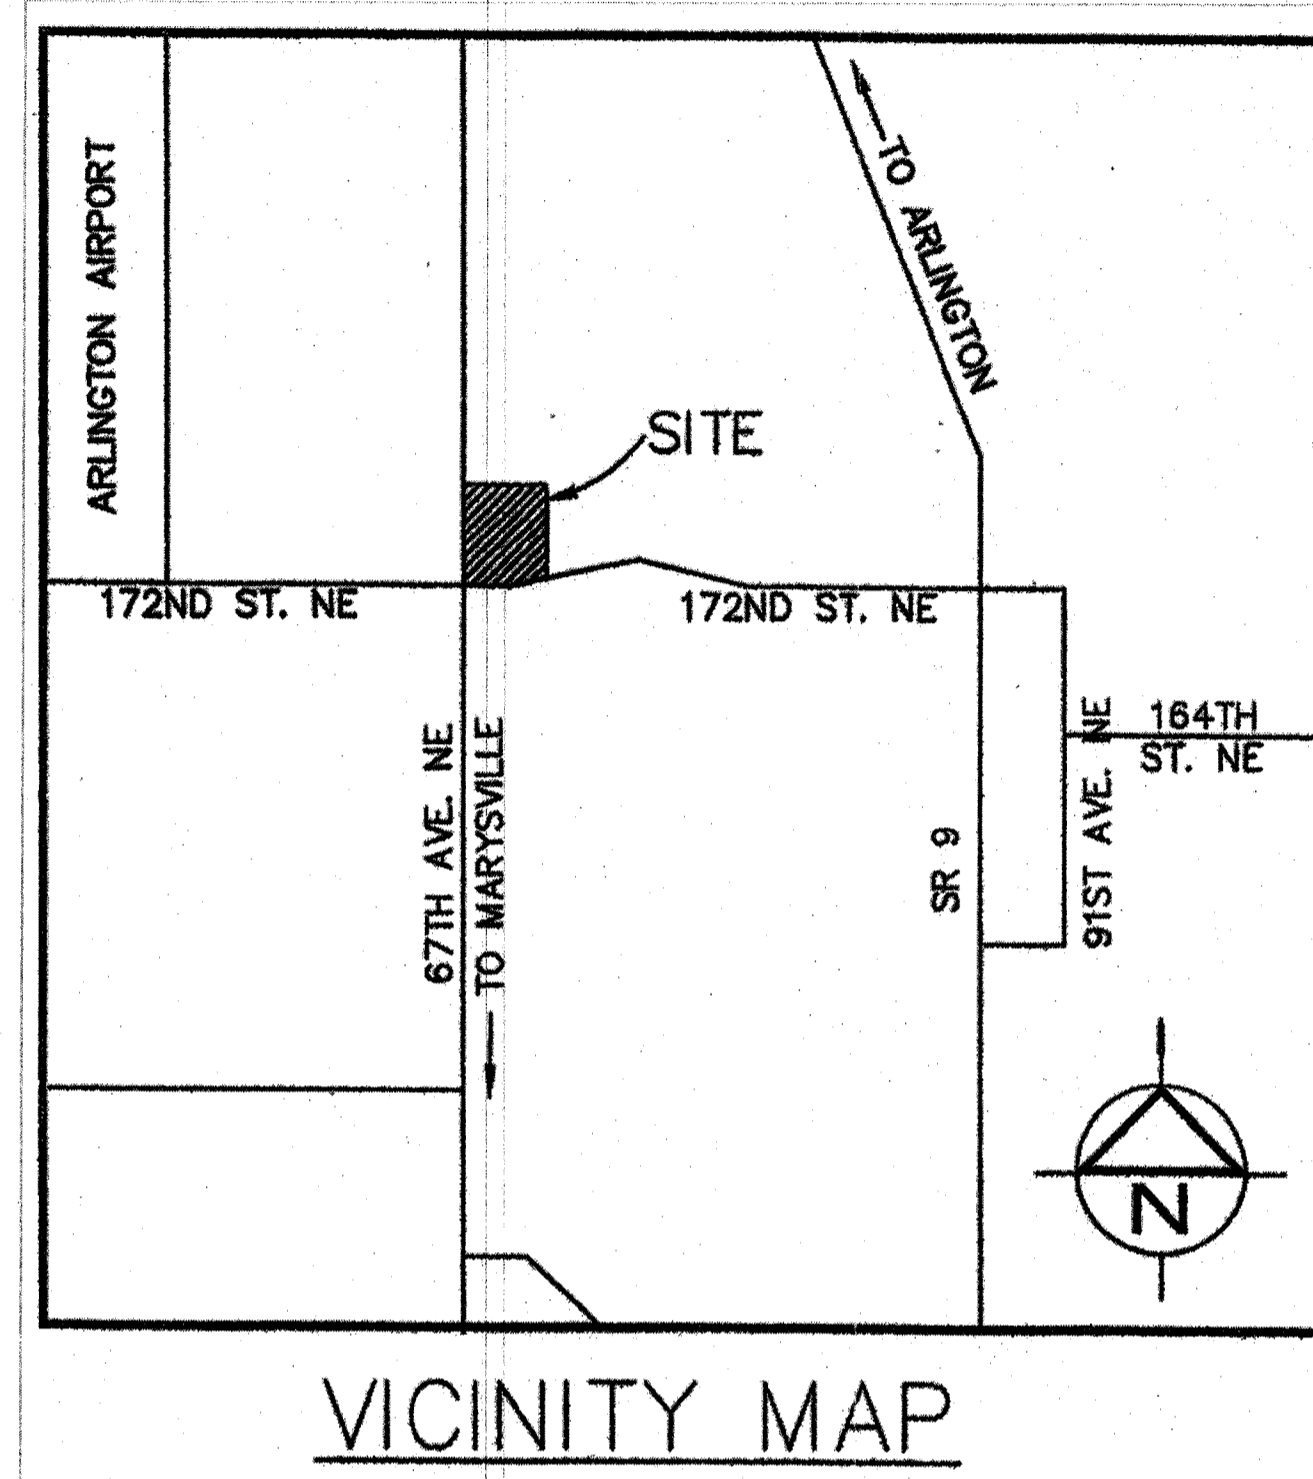 ARLINGTON AIRPORT
TO ARLINGTON
SITE
172ND ST. NE
172ND ST. NE
67TH AVE. NE
TO MARYSVILLE
SR 9
91ST AVE. NE
164TH
ST. NE
N
VICINITY MAP